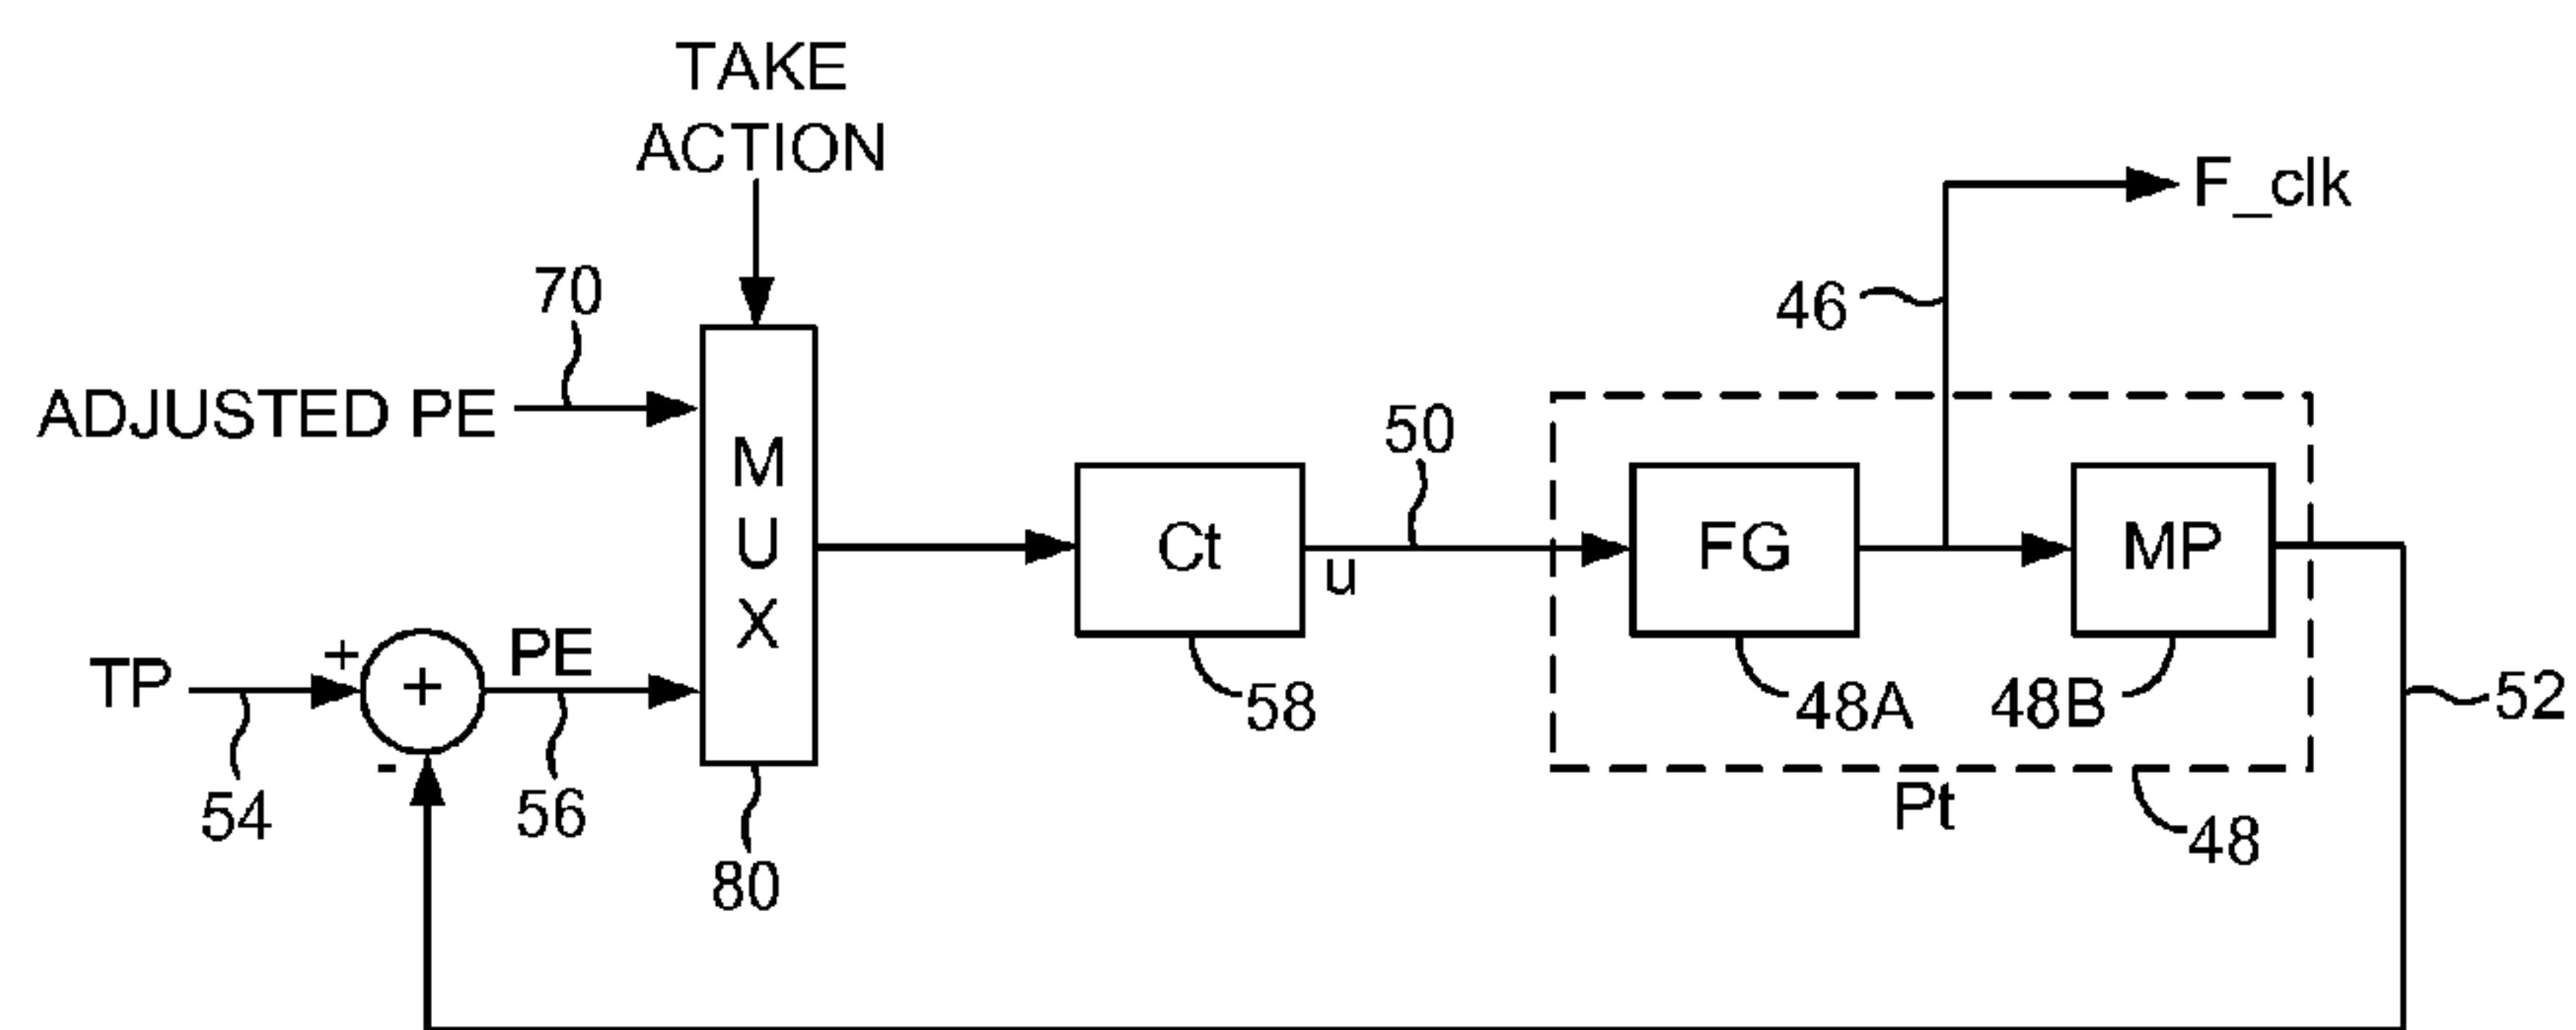 TAKE
ACTION
F_clk
70
46
ADJUSTED PE
50
M
U
X
Ct
u
FG
MP
TP
+
+
PE
-
54
56
58
48A
48B
52
Pt
48
80